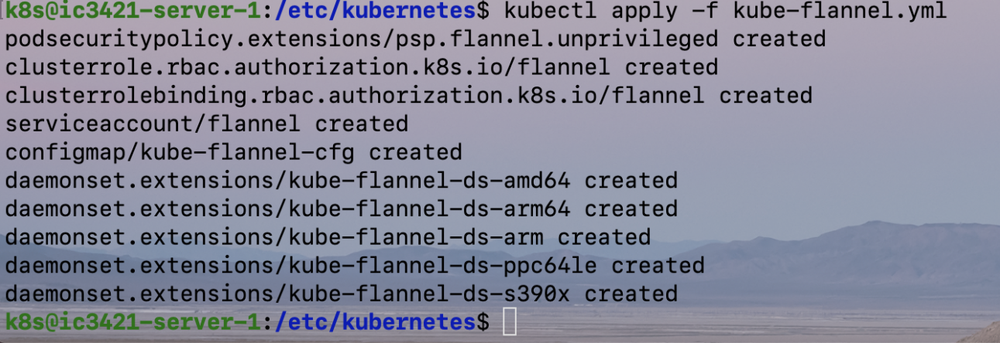 k8s@ic3421-server-1:/etc/kubernetes$ kubectl apply -f kube-flannel.yml
podsecuritypolicy.extensions/psp.flannel.unprivileged created
clusterrole.rbac.authorization.k8s.io/flannel created
clusterrolebinding.rbac.authorization.k8s.io/flannel created
serviceaccount/flannel created
configmap/kube-flannel-cfg created
daemonset.extensions/kube-flannel-ds-amd64 created
daemonset.extensions/kube-flannel-ds-arm64 created
daemonset.extensions/kube-flannel-ds-arm created
daemonset.extensions/kube-flannel-ds-ppc64le created
daemonset.extensions/kube-flannel-ds-s390x created
k8s@ic3421-server-1:/etc/kubernetes$